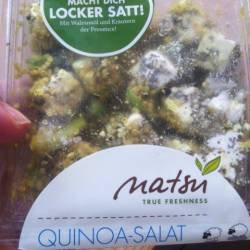 MACHT DICH
LOCKER SATT!
Mit Walnussöl und Kräutern
der Provence!
natsu
TRUE FRESHNESS
QUINOA-SALAT